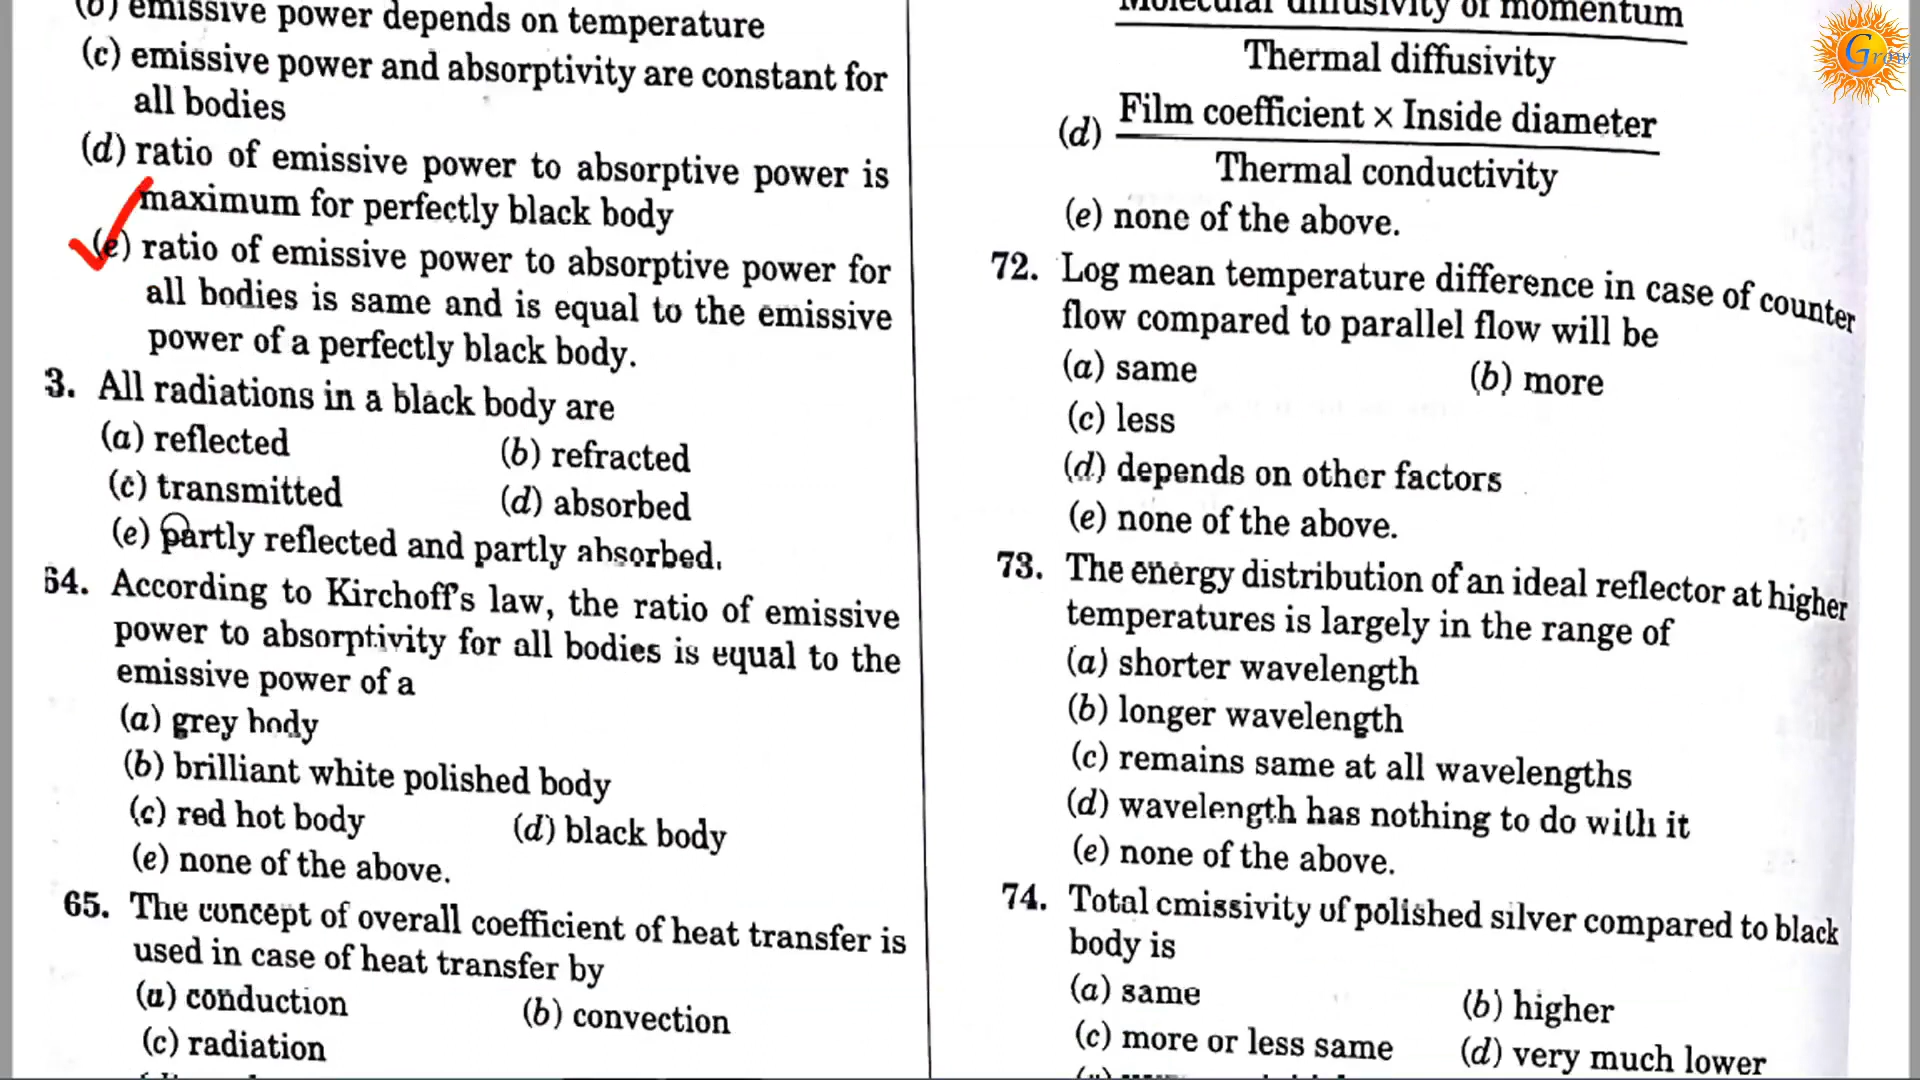 (b) emissive power depends on temperature
(c) emissive power and absorptivity are constant for
all bodies
(d) ratio of emissive power to absorptive power is
maximum for perfectly black body
(e) ratio of emissive power to absorptive power for
all bodies is same and is equal to the emissive
power of a perfectly black body.
3. All radiations in a black body are
(a) reflected (b) refracted
(c) transmitted (d) absorbed
(e) partly reflected and partly absorbed.
64. According to Kirchoff's law, the ratio of emissive
power to absorptivity for all bodies is equal to the
emissive power of a
(a) grey body
(b) brilliant white polished body
(c) red hot body (d) black body
(e) none of the above.
65. The concept of overall coefficient of heat transfer is
used in case of heat transfer by
(a) conduction (b) convection
(c) radiation
Molecular diffusivity of momentum
Thermal diffusivity
(d) Film coefficient × Inside diameter
Thermal conductivity
(e) none of the above.
72. Log mean temperature difference in case of counter
flow compared to parallel flow will be
(a) same (b) more
(c) less
(d) depends on other factors
(e) none of the above.
73. The energy distribution of an ideal reflector at higher
temperatures is largely in the range of
(a) shorter wavelength
(b) longer wavelength
(c) remains same at all wavelengths
(d) wavelength has nothing to do with it
(e) none of the above.
74. Total emissivity of polished silver compared to black
body is
(a) same (b) higher
(c) more or less same (d) very much lower
Grow